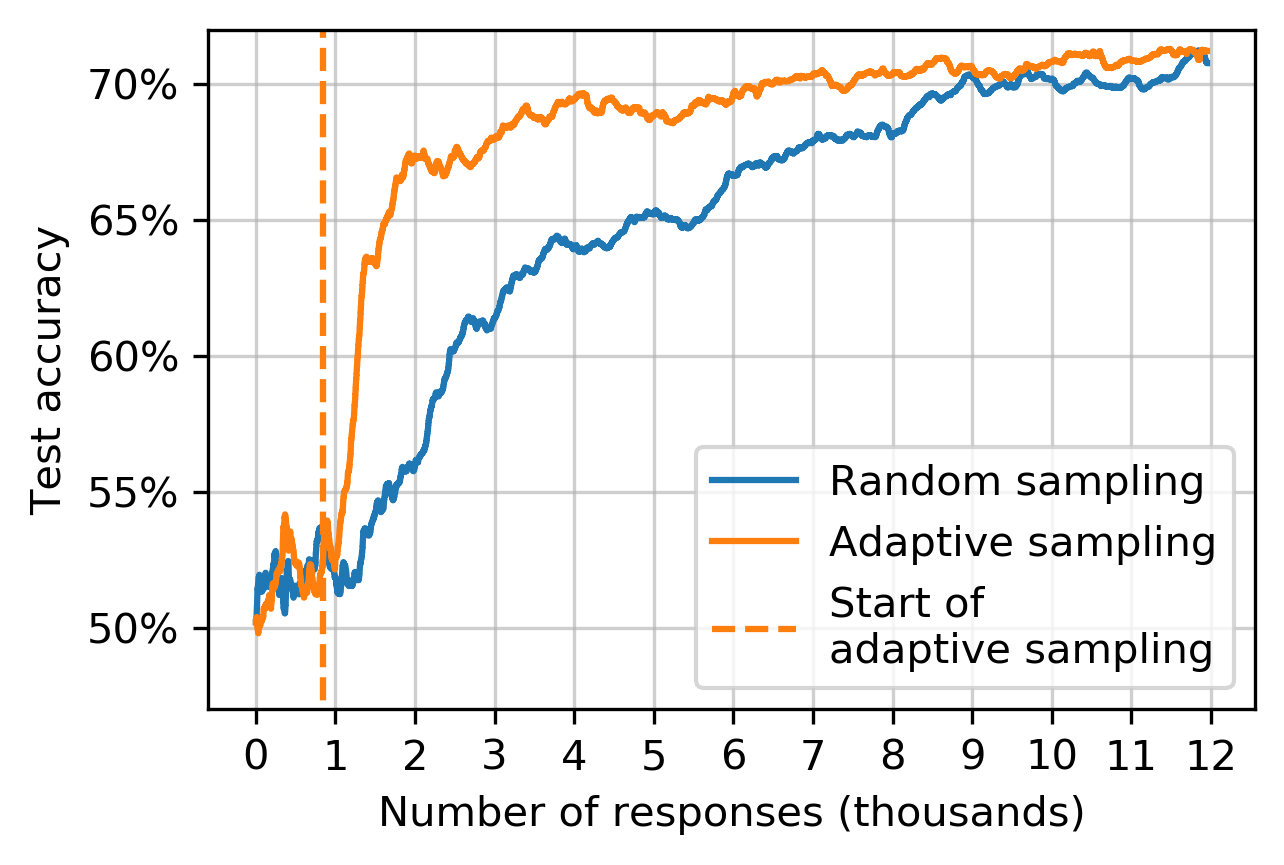 70%
65%
60%
55%
50%
Test accuracy
Random sampling
Adaptive sampling
Start of
adaptive sampling
0 1 2 3 4 5 6 7 8 9 10 11 12
Number of responses (thousands)